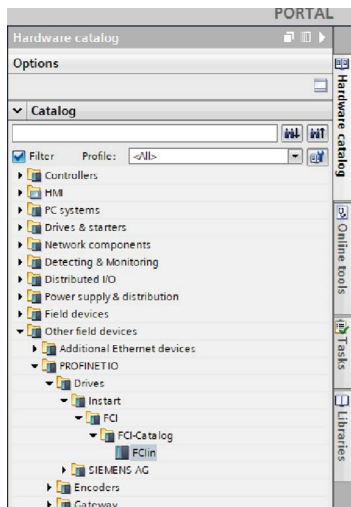 PORTAL
Hardware catalog
Options
Catalog
Filter Profile: <All>
Controllers
HMI
PC systems
Drives & starters
Network components
Detecting & Monitoring
Distributed I/O
Power supply & distribution
Field devices
Other field devices
Additional Ethernet devices
PROFINET IO
Drives
Instart
FCI
FCI-Catalog
FCIin
SIEMENS AG
Encoders
Gateway
Hardware catalog
Online tools
Tasks
Libraries